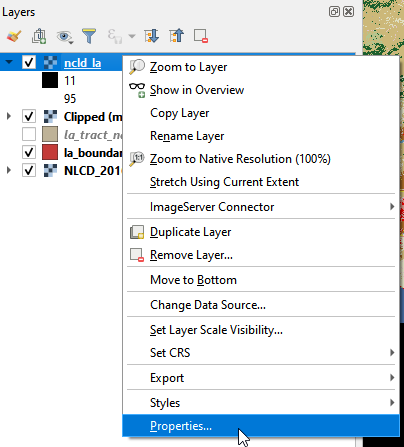 Layers
ncld_la
11
95
Clipped (m
la_tract_n
la_boundar
NLCD_201
Zoom to Layer
Show in Overview
Copy Layer
Rename Layer
Zoom to Native Resolution (100%)
Stretch Using Current Extent
ImageServer Connector
Duplicate Layer
Remove Layer...
Move to Bottom
Change Data Source...
Set Layer Scale Visibility...
Set CRS
Export
Styles
Properties...